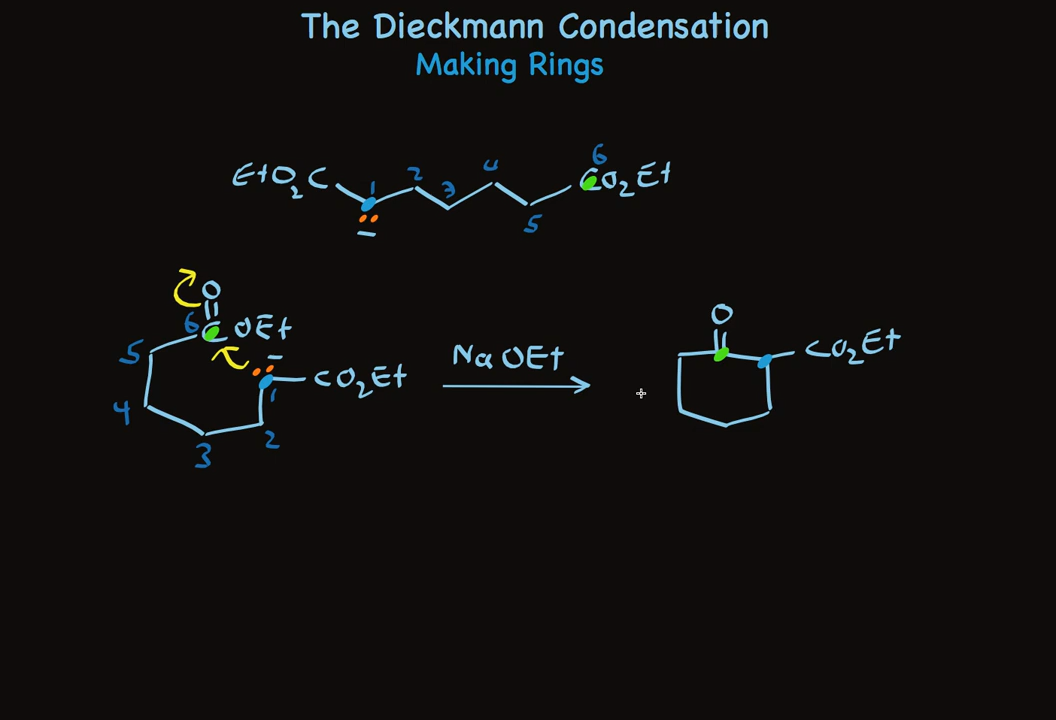 The Dieckmann Condensation
Making Rings
EtO₂C 1 2 3 4 5 6 CO₂Et
O
6 C OEt
5
1 CO₂Et
4
2
3
NaOEt
O
CO₂Et